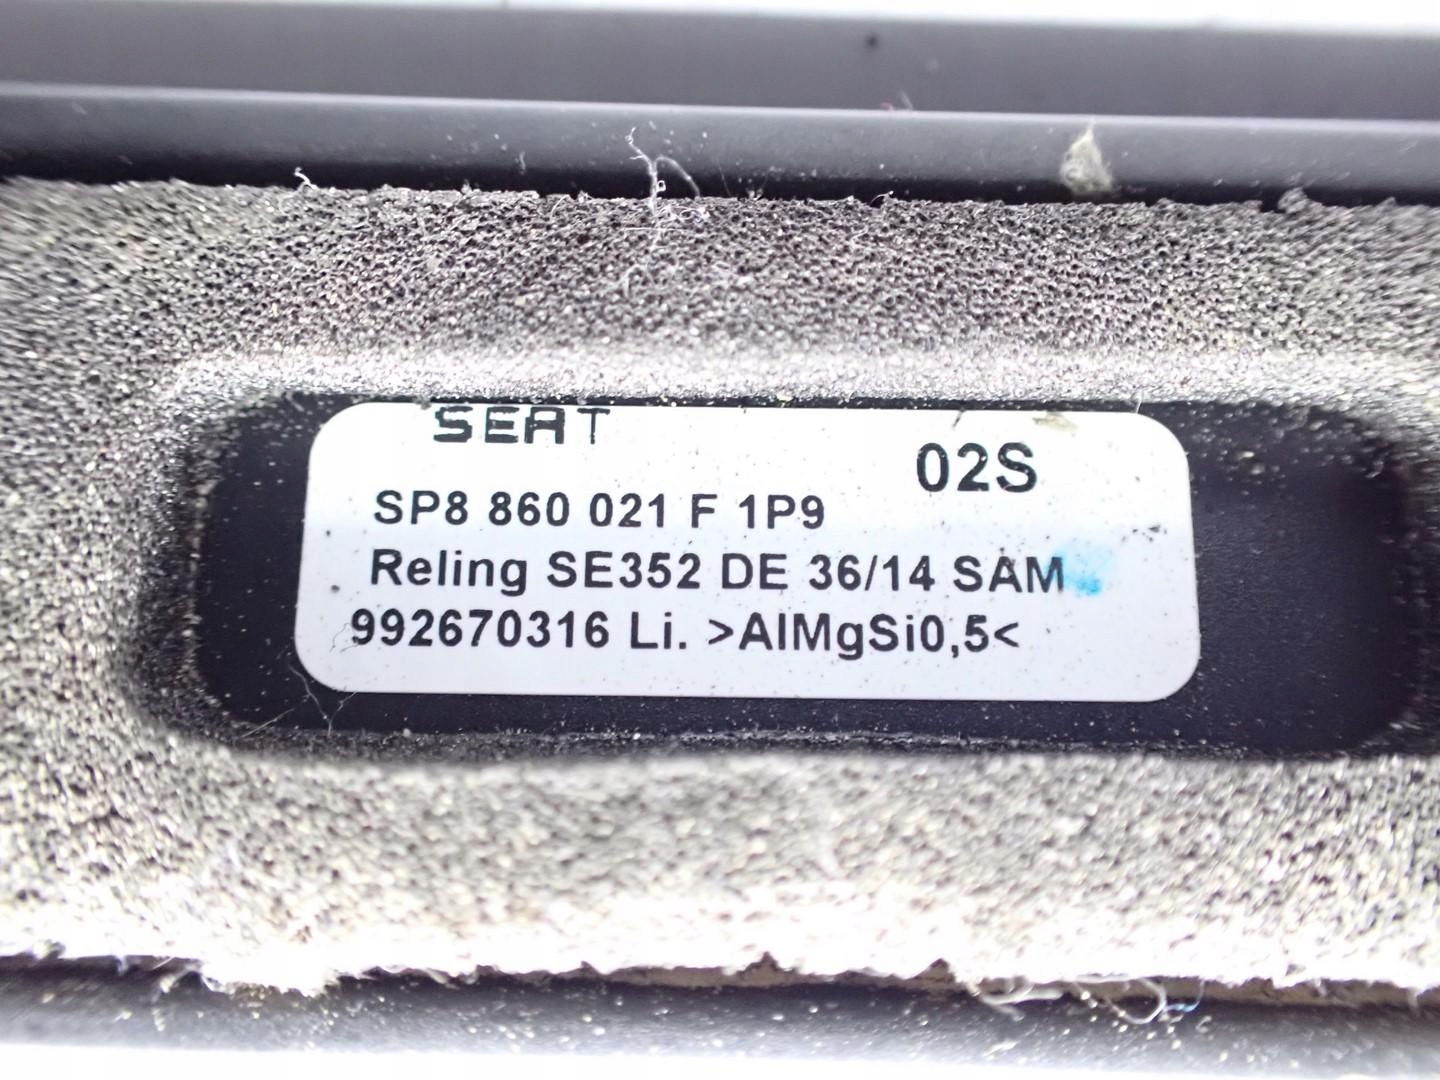 SEAT
02S
SP8 860 021 F 1P9
Reling SE352 DE 36/14 SAM
992670316 Li. >AlMgSi0,5<